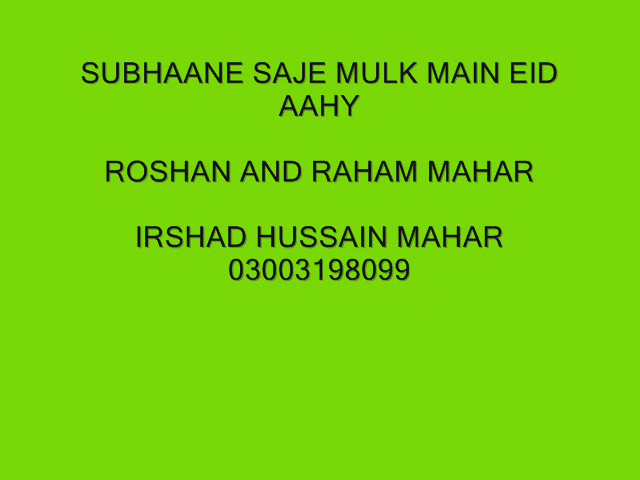 SUBHAANE SAJE MULK MAIN EID
AAHY
ROSHAN AND RAHAM MAHAR
IRSHAD HUSSAIN MAHAR
03003198099